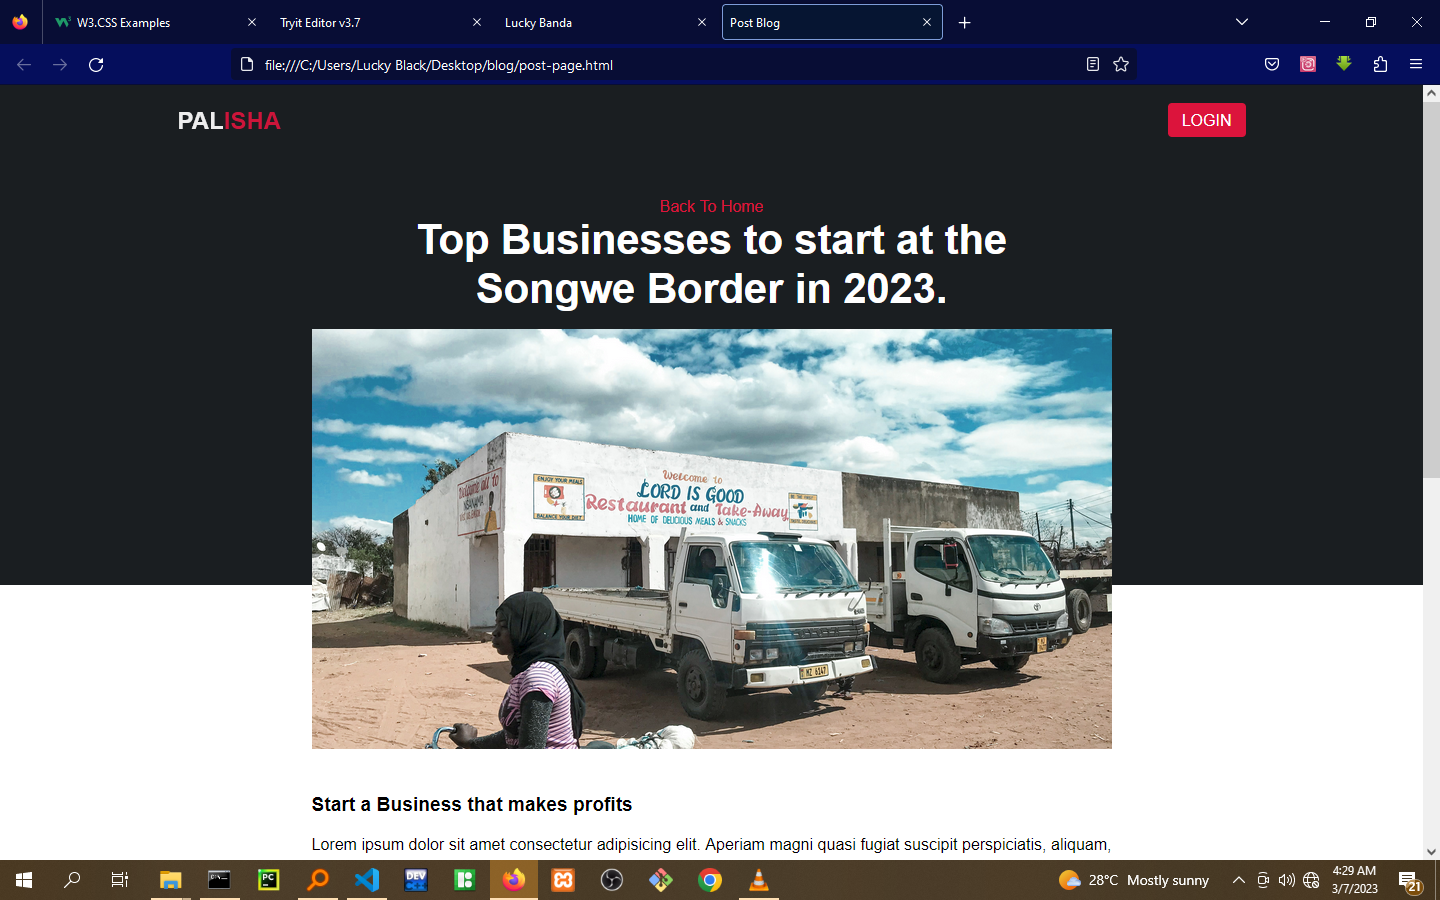 W3.CSS Examples
Tryit Editor v3.7
Lucky Banda
Post Blog
file:///C:/Users/Lucky Black/Desktop/blog/post-page.html
PALISHA
LOGIN
Back To Home
Top Businesses to start at the
Songwe Border in 2023.
Welcome to
LORD IS GOOD
Restaurant and Take-Away
HOME OF DELICIOUS MEALS & SNACKS
ENJOY YOUR MEALS
BALANCE YOUR DIET
MZ 6147
Start a Business that makes profits
Lorem ipsum dolor sit amet consectetur adipisicing elit. Aperiam magni quasi fugiat suscipit perspiciatis, aliquam,
PC
DEV
28°C Mostly sunny
4:29 AM
3/7/2023
21